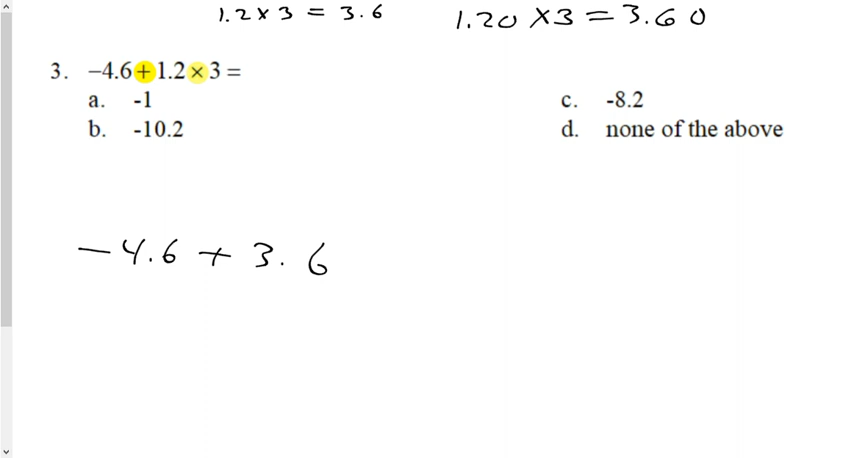 1.2 × 3 = 3.6
1.20 × 3 = 3.60
3. –4.6 + 1.2 × 3 =
a. -1
c. -8.2
b. -10.2
d. none of the above
– 4.6 + 3.6